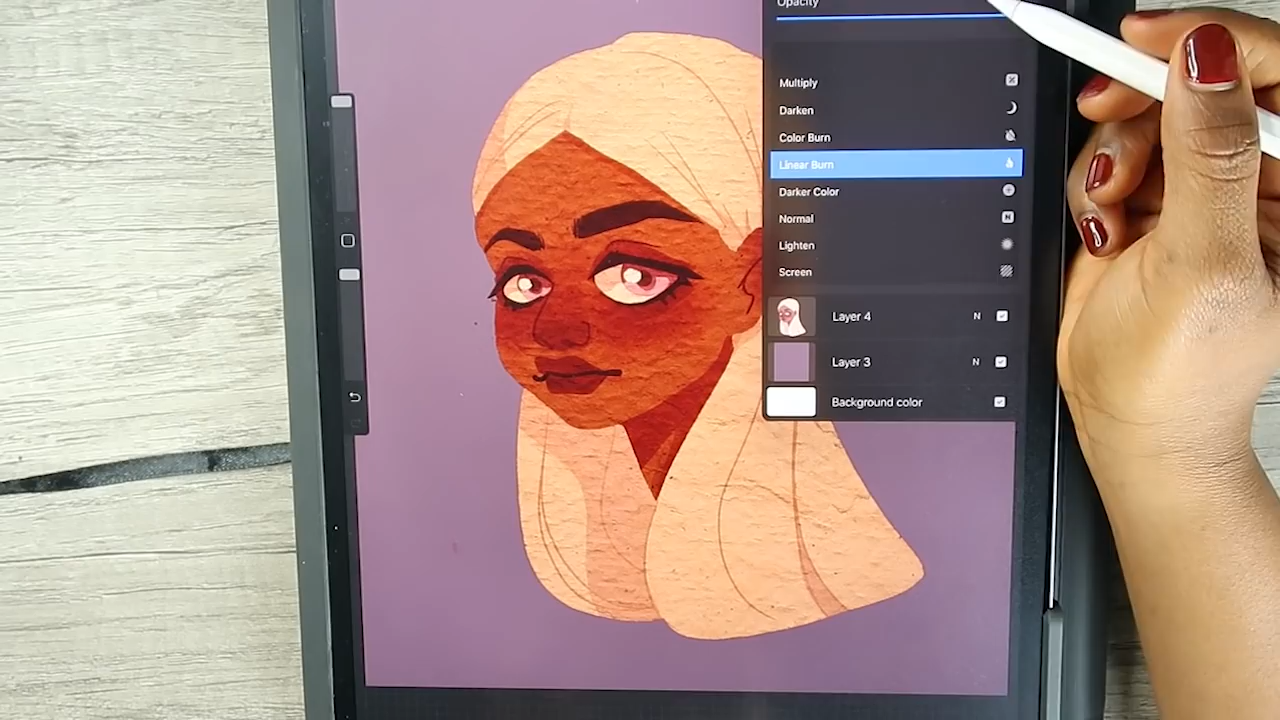 Opacity
Multiply
Darken
Color Burn
Linear Burn
Darker Color
Normal
N
Lighten
Screen
Layer 4
N
Layer 3
N
Background color